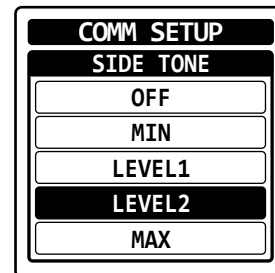 COMM SETUP
SIDE TONE
OFF
MIN
LEVEL1
LEVEL2
MAX